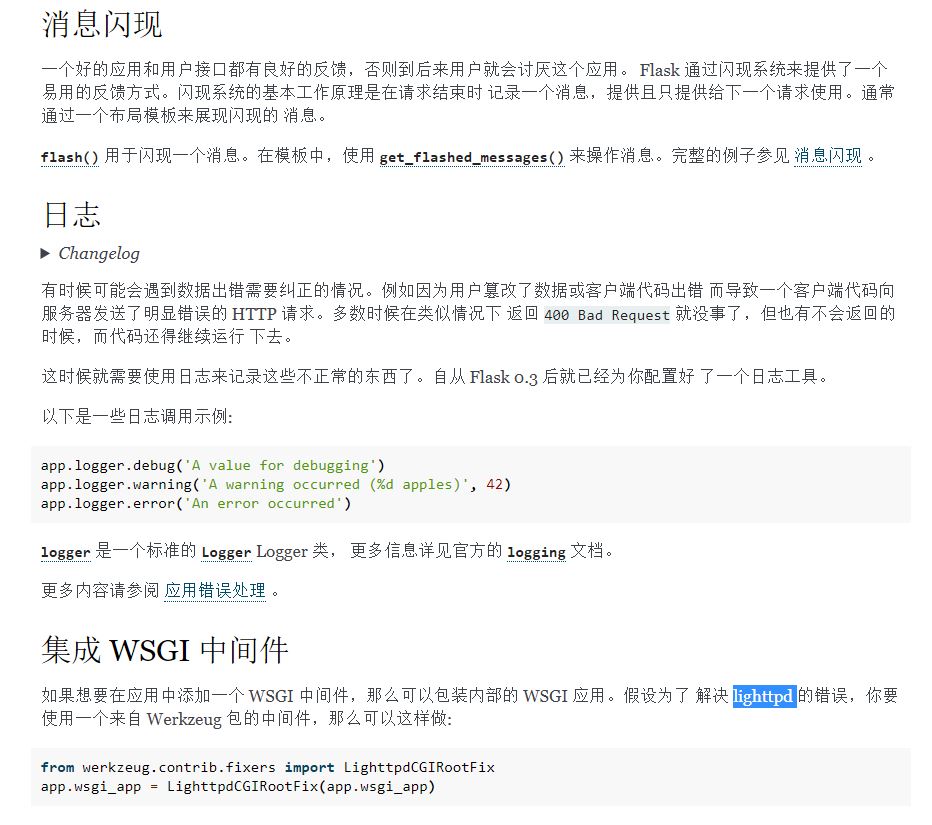 消息闪现
一个好的应用和用户接口都有良好的反馈，否则到后来用户就会讨厌这个应用。 Flask 通过闪现系统来提供了一个
易用的反馈方式。闪现系统的基本工作原理是在请求结束时 记录一个消息，提供且只提供给下一个请求使用。通常
通过一个布局模板来展现闪现的 消息。
flash() 用于闪现一个消息。在模板中，使用 get_flashed_messages() 来操作消息。完整的例子参见 消息闪现 。
日志
▶ Changelog
有时候可能会遇到数据出错需要纠正的情况。例如因为用户篡改了数据或客户端代码出错 而导致一个客户端代码向
服务器发送了明显错误的 HTTP 请求。多数时候在类似情况下 返回 400 Bad Request 就没事了，但也有不会返回的
时候，而代码还得继续运行 下去。
这时候就需要使用日志来记录这些不正常的东西了。自从 Flask 0.3 后就已经为你配置好 了一个日志工具。
以下是一些日志调用示例:
app.logger.debug('A value for debugging')
app.logger.warning('A warning occurred (%d apples)', 42)
app.logger.error('An error occurred')
logger 是一个标准的 Logger Logger 类， 更多信息详见官方的 logging 文档。
更多内容请参阅 应用错误处理 。
集成 WSGI 中间件
如果想要在应用中添加一个 WSGI 中间件，那么可以包装内部的 WSGI 应用。假设为了 解决 lighttpd 的错误，你要
使用一个来自 Werkzeug 包的中间件，那么可以这样做:
from werkzeug.contrib.fixers import LighttpdCGIRootFix
app.wsgi_app = LighttpdCGIRootFix(app.wsgi_app)